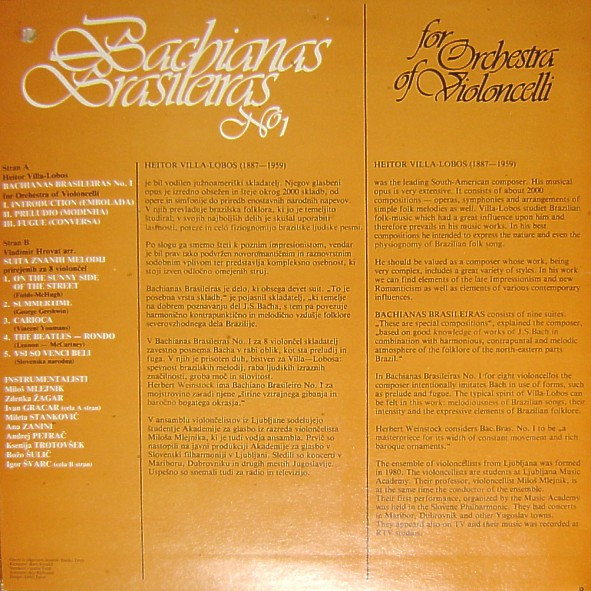 Bachianas
Brasileiras
No 1
for Orchestra
of Violoncelli
Stran A
Heitor Villa-Lobos
BACHIANAS BRASILEIRAS No. 1
for Orchestra of Violoncelli
I. INTRODUCTION (EMBOLADA)
II. PRELUDIO (MODINHA)
III. FUGUE (CONVERSA)
Stran B
Vladimir Hrovat arr.
SUITA ZNANIH MELODIJ
prirejenih za 8 violončel
1. ON THE SUNNY SIDE
OF THE STREET
(Fields-McHugh)
2. SUMMERTIME
(George Gershwin)
3. CARIOCA
(Vincent Youmans)
4. THE BEATLES — RONDO
(Lennon — McCartney)
5. VSI SO VENCI BELI
(Slovenska narodna)
INSTRUMENTALISTI
Miloš MLEJNIK
Zdenka ŽAGAR
Ivan GRACAR (cela A stran)
Mileta STANKOVIĆ
Ana ZANINI
Andrej PETRAČ
Ksenija TROTOVŠEK
Božo ŠULIĆ
Igor ŠVARC (cela B stran)
HEITOR VILLA-LOBOS (1887—1959)
je bil vodilen južnoameriški skladatelj. Njegov glasbeni
opus je izredno obsežen in šteje okrog 2000 skladb, od
opere in simfonije do priredb enostavnih narodnih napevov.
V njih prevladuje brazilska folklora, ki jo je temeljito
študiral; v svojih najboljših delih je skušal uporabiti
lastnosti, poteze in celo fiziognomijo brazilske ljudske pesmi.
Po slogu ga smemo šteti k poznim impresionistom, vendar
je bil prav tako podvržen novoromantičnim in raznovrstnim
sodobnim vplivom ter predstavlja kompleksno osebnost, ki
stoji izven odločno omejenih struj.
Bachianas Brasileiras je delo, ki obsega devet suit. „To je
posebna vrsta skladb," je pojasnil skladatelj, „ki temelje
na dobrem poznavanju del J.S.Bacha, s tem pa povezuje
harmonično kontrapunktično in melodično vzdušje folklore
severovzhodnega dela Brazilije.
V Bachianas Brasileiras No. 1 za 8 violončel skladatelj
zavestno posnema Bacha v rabi oblik, kot sta preludij in
fuga. V njih je prisoten duh, bistven za Villa—Lobosa:
spevnost brazilskih melodij, raba ljudskih izraznih
značilnosti, groba moč in silovitost.
Herbert Weinstock ima Bachiano Brasileiro No. 1 za
mojstrovino zaradi njene „širine vztrajnega gibanja in
baročno bogatega okrasja."
V ansamblu violončelistov iz Ljubljane sodelujejo
študentje Akademije za glasbo iz razreda violončelista
Miloša Mlejnika, ki je tudi vodja ansambla. Prvič so
nastopili na javni produkciji Akademije za glasbo v
Slovenski filharmoniji v Ljubljani. Sledili so koncerti v
Mariboru, Dubrovniku in drugih mestih Jugoslavije.
Uspešno so snemali tudi za radio in televizijo.
HEITOR VILLA-LOBOS (1887—1959)
was the leading South-American composer. His musical
opus is very extensive. It consists of about 2000
compositions — operas, symphonies and arrangements of
simple folk melodies as well. Villa-Lobos studier Brazilian
folk-music which had a great influence upon him and
therefore prevails in his music works. In his best
compositions he intended to express the nature and even the
physiognomy of Brazilian folk song.
He should be valued as a composer whose work, being
very complex, includes a great variety of styles. In his work
we can find elements of the late Impressionism and new
Romanticism as well as elements of various contemporary
influences.
BACHIANAS BRASILEIRAS consists of nine suites.
„These are special compositions", explained the composer,
„based on good knowledge of works of J.S.Bach in
combination with harmonious, contrapuntal and melodic
atmosphere of the folklore of the north-eastern parts
Brazil."
In Bachianas Brasileiras No. 1 for eight violoncellos the
composer intentionally imitates Bach in use of forms, such
as prelude and fugue. The typical spirit of Villa-Lobos can
be felt in this work: melodiousness of Brazilian songs, their
intensity and the expressive elements of Brazilian folklore.
Herbert Weinstock considers Bac.Bras. No. 1 to be „a
masterpiece for its width of constant movement and rich
baroque ornaments."
The ensemble of violoncellists from Ljubljana was formed
in 1980. The violoncellists are students at Ljubljana Music
Academy. Their professor, violoncellist Miloš Mlejnik, is
at the same time the conductor of the ensemble.
Their first performance, organized by the Music Academy
was held in the Slovene Philharmonic. They had concerts
in Maribor, Dubrovnik and other Yugoslav towns.
They appeard also on TV and their music was recorded at
RTV studios.